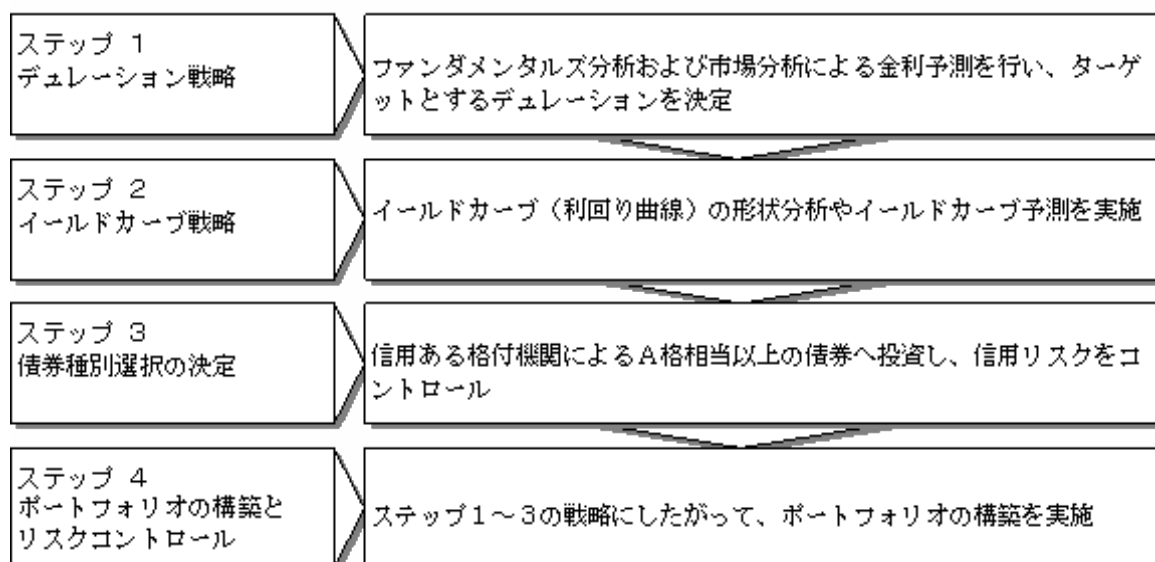 ステップ 1
デュレーション戦略
ファンダメンタルズ分析および市場分析による金利予測を行い、ターゲ
ットとするデュレーションを決定
ステップ 2
イールドカーブ戦略
イールドカーブ（利回り曲線）の形状分析やイールドカーブ予測を実施
ステップ 3
債券種別選択の決定
信用ある格付機関によるA格相当以上の債券へ投資し、信用リスクをコ
ントロール
ステップ 4
ポートフォリオの構築と
リスクコントロール
ステップ1～3の戦略にしたがって、ポートフォリオの構築を実施